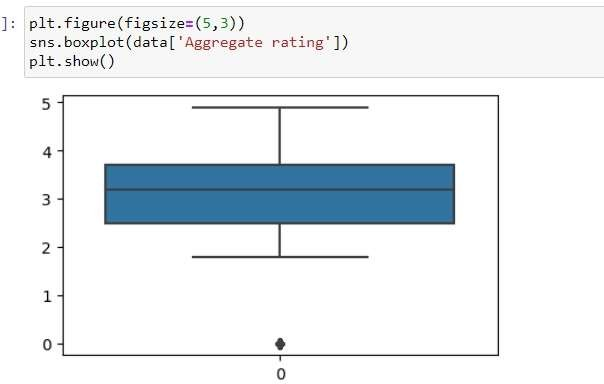 ]: plt.figure(figsize=(5,3))
sns.boxplot(data['Aggregate rating'])
plt.show()
5
4
3
2
1
0
0